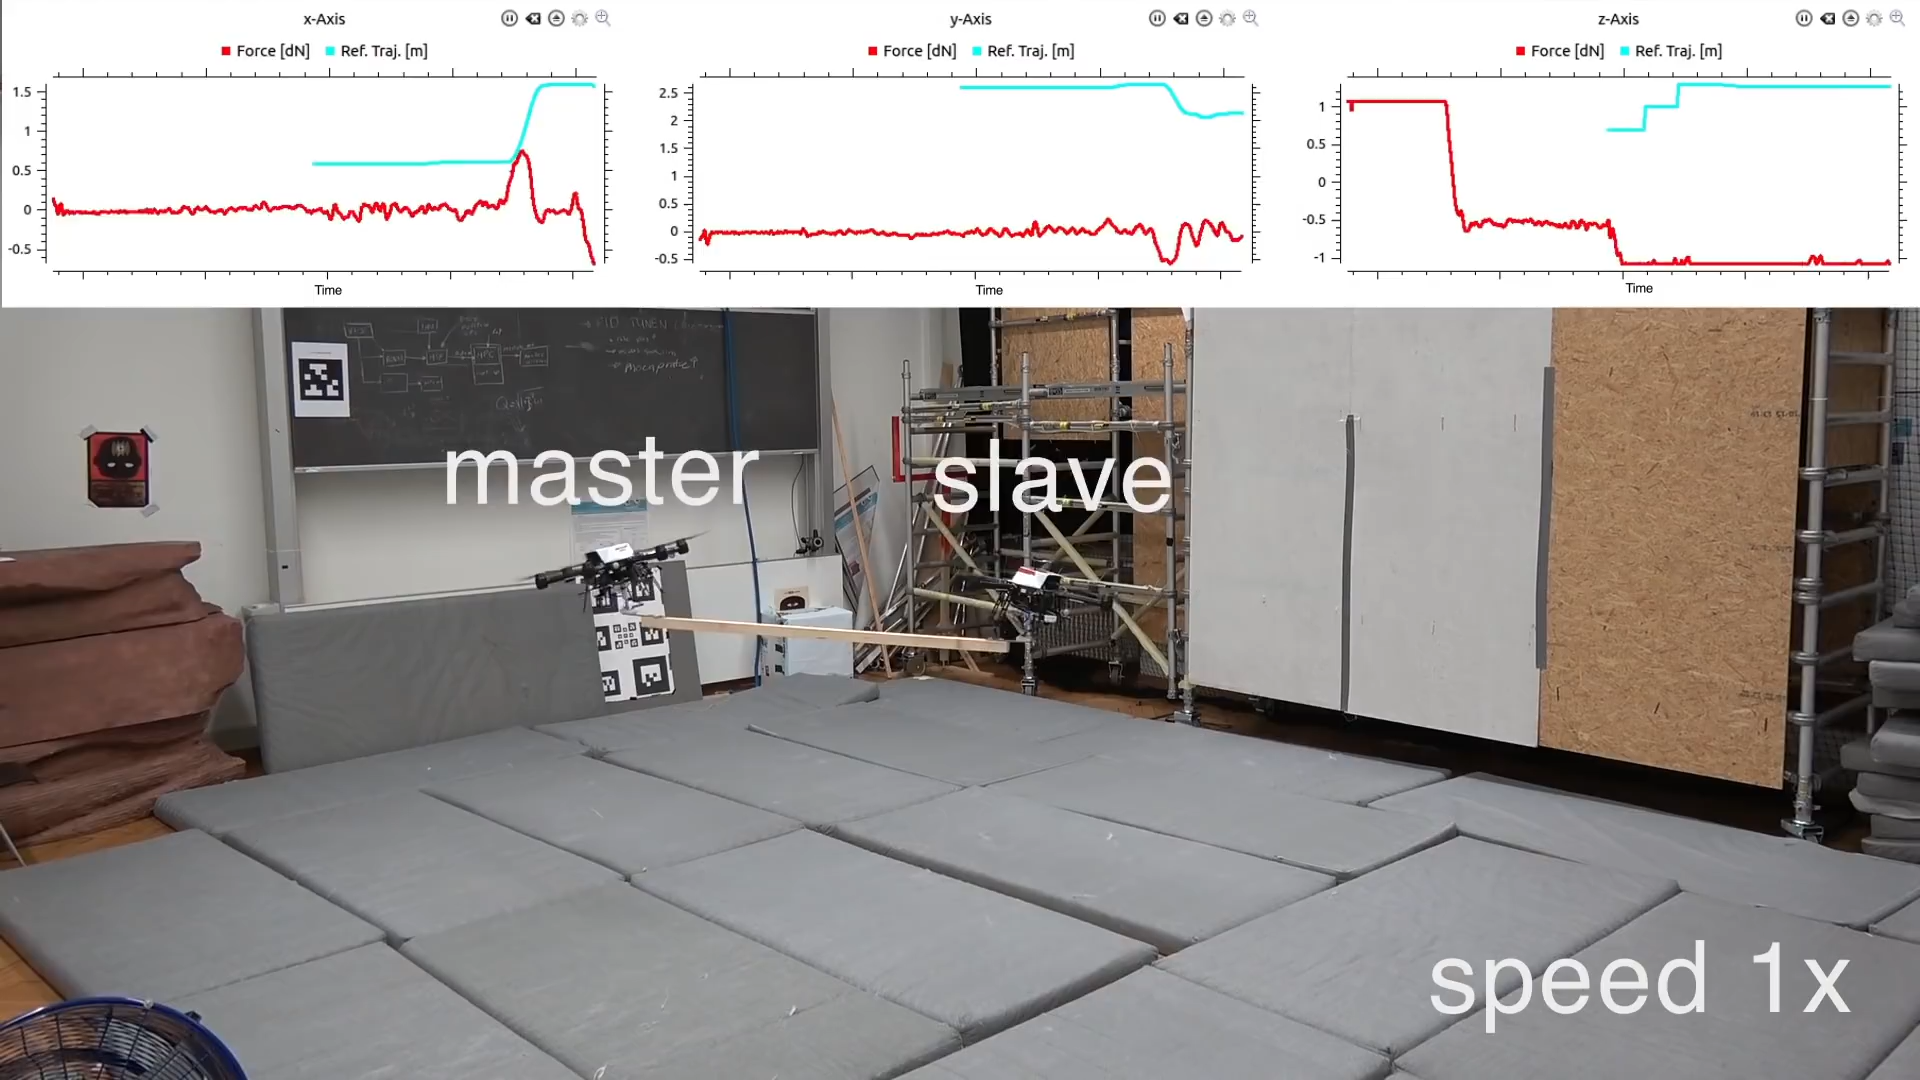 x-Axis
Force [dN] Ref. Traj. [m]
1.5
1
0.5
0
-0.5
Time
y-Axis
Force [dN] Ref. Traj. [m]
2.5
2
1.5
1
0.5
0
-0.5
Time
z-Axis
Force [dN] Ref. Traj. [m]
1
0.5
0
-0.5
-1
Time
master
slave
speed 1x